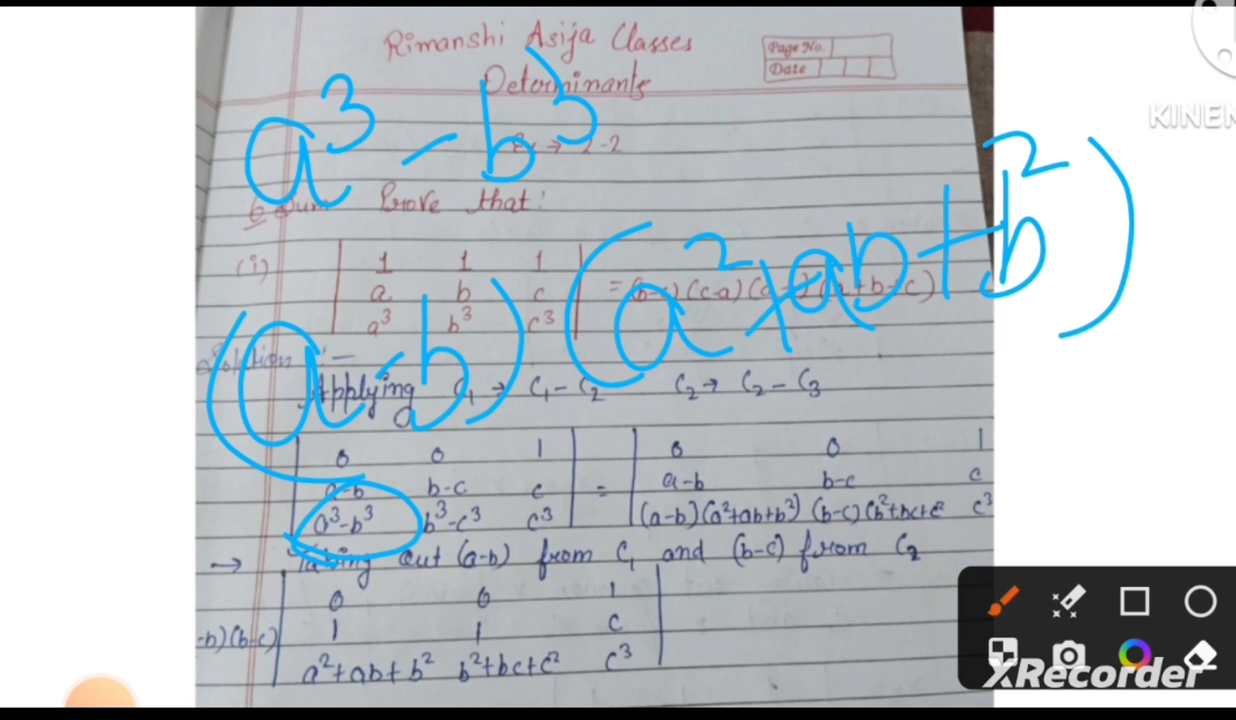 Rimanshi Asija Classes
Page No.
Date
Determinants
a³ - b³
2-2
Prove that:
(i) | 1 1 1 |
| a b c | = (b-c) (c-a)
| a³ b³ c³ |
(a-b) (a²+ab+b²)
Solution :-
Applying C₁ → C₁ - C₂ C₂ → C₂ - C₃
| 0 0 1 | | 0 0 1
| a-b b-c c | = | a-b b-c c
| a³-b³ b³-c³ c³ | | (a-b)(a²+ab+b²) (b-c)(b²+bc+c² c³
→ Taking out (a-b) from C₁ and (b-c) from C₂
| 0 0 1 |
-b)(b-c) | 1 1 c |
| a²+ab+b² b²+bc+c² c³ |
KINEM
XRecorder